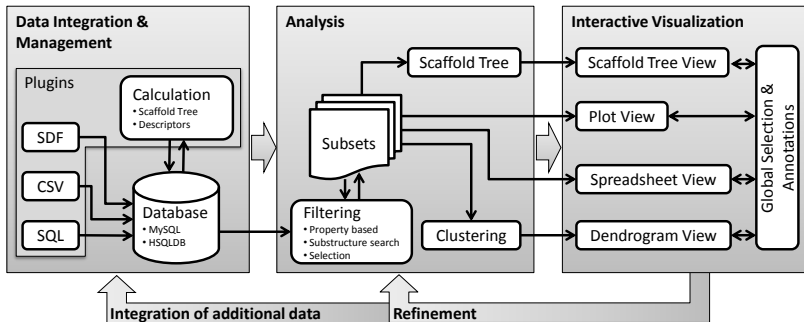 Data Integration &
Management
Plugins
Calculation
• Scaffold Tree
• Descriptors
SDF
CSV
SQL
Database
• MySQL
• HSQLDB
Analysis
Scaffold Tree
Subsets
Filtering
• Property based
• Substructure search
• Selection
Clustering
Interactive Visualization
Scaffold Tree View
Plot View
Spreadsheet View
Dendrogram View
Global Selection &
Annotations
Integration of additional data
Refinement